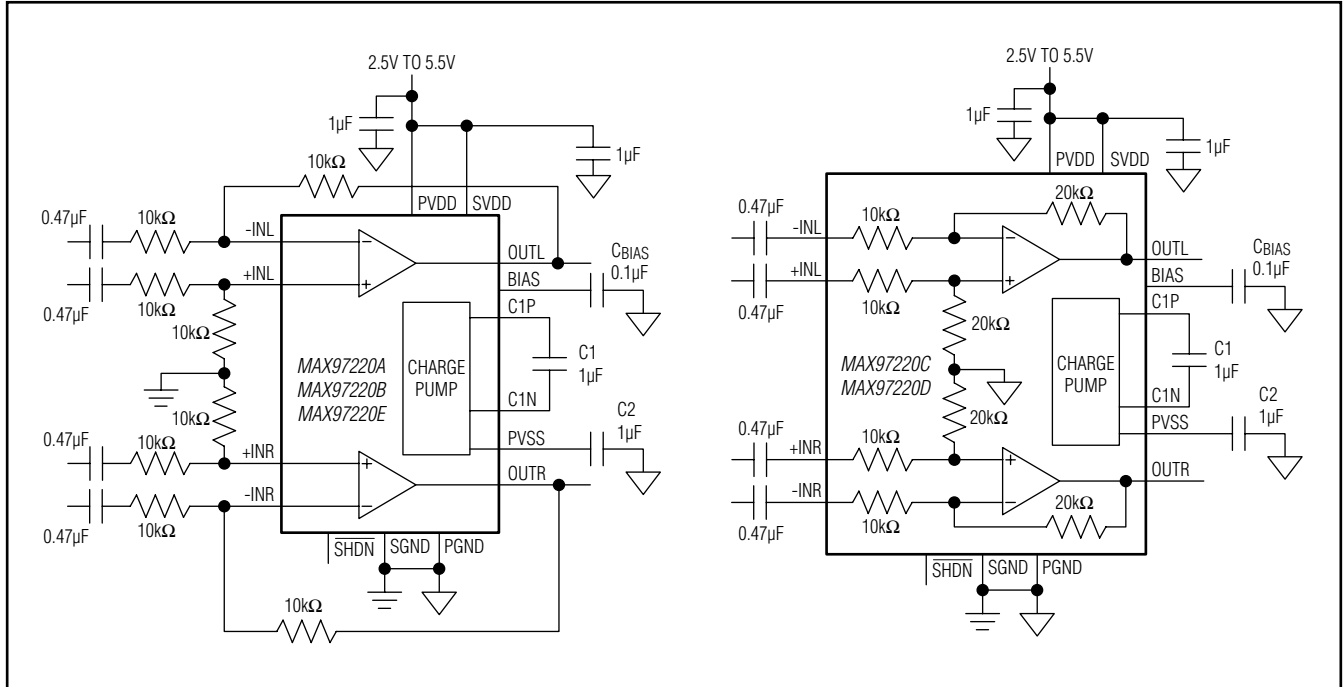 2.5V TO 5.5V
1µF
1µF
10kΩ
PVDD
SVDD
0.47µF
10kΩ
-INL
−
OUTL
CBIAS
0.1µF
BIAS
+INL
+
0.47µF
10kΩ
C1P
10kΩ
MAX97220A
MAX97220B
MAX97220E
CHARGE
PUMP
C1
1µF
C1N
10kΩ
C2
1µF
PVSS
0.47µF
10kΩ
+INR
+
OUTR
-INR
−
0.47µF
10kΩ
SHDN
SGND
PGND
10kΩ
2.5V TO 5.5V
1µF
1µF
PVDD
SVDD
20kΩ
0.47µF
-INL
10kΩ
−
OUTL
CBIAS
0.1µF
BIAS
+INL
+
0.47µF
10kΩ
C1P
20kΩ
MAX97220C
MAX97220D
CHARGE
PUMP
C1
1µF
C1N
20kΩ
C2
1µF
PVSS
0.47µF
+INR
10kΩ
+
OUTR
-INR
−
20kΩ
0.47µF
10kΩ
SHDN
SGND
PGND